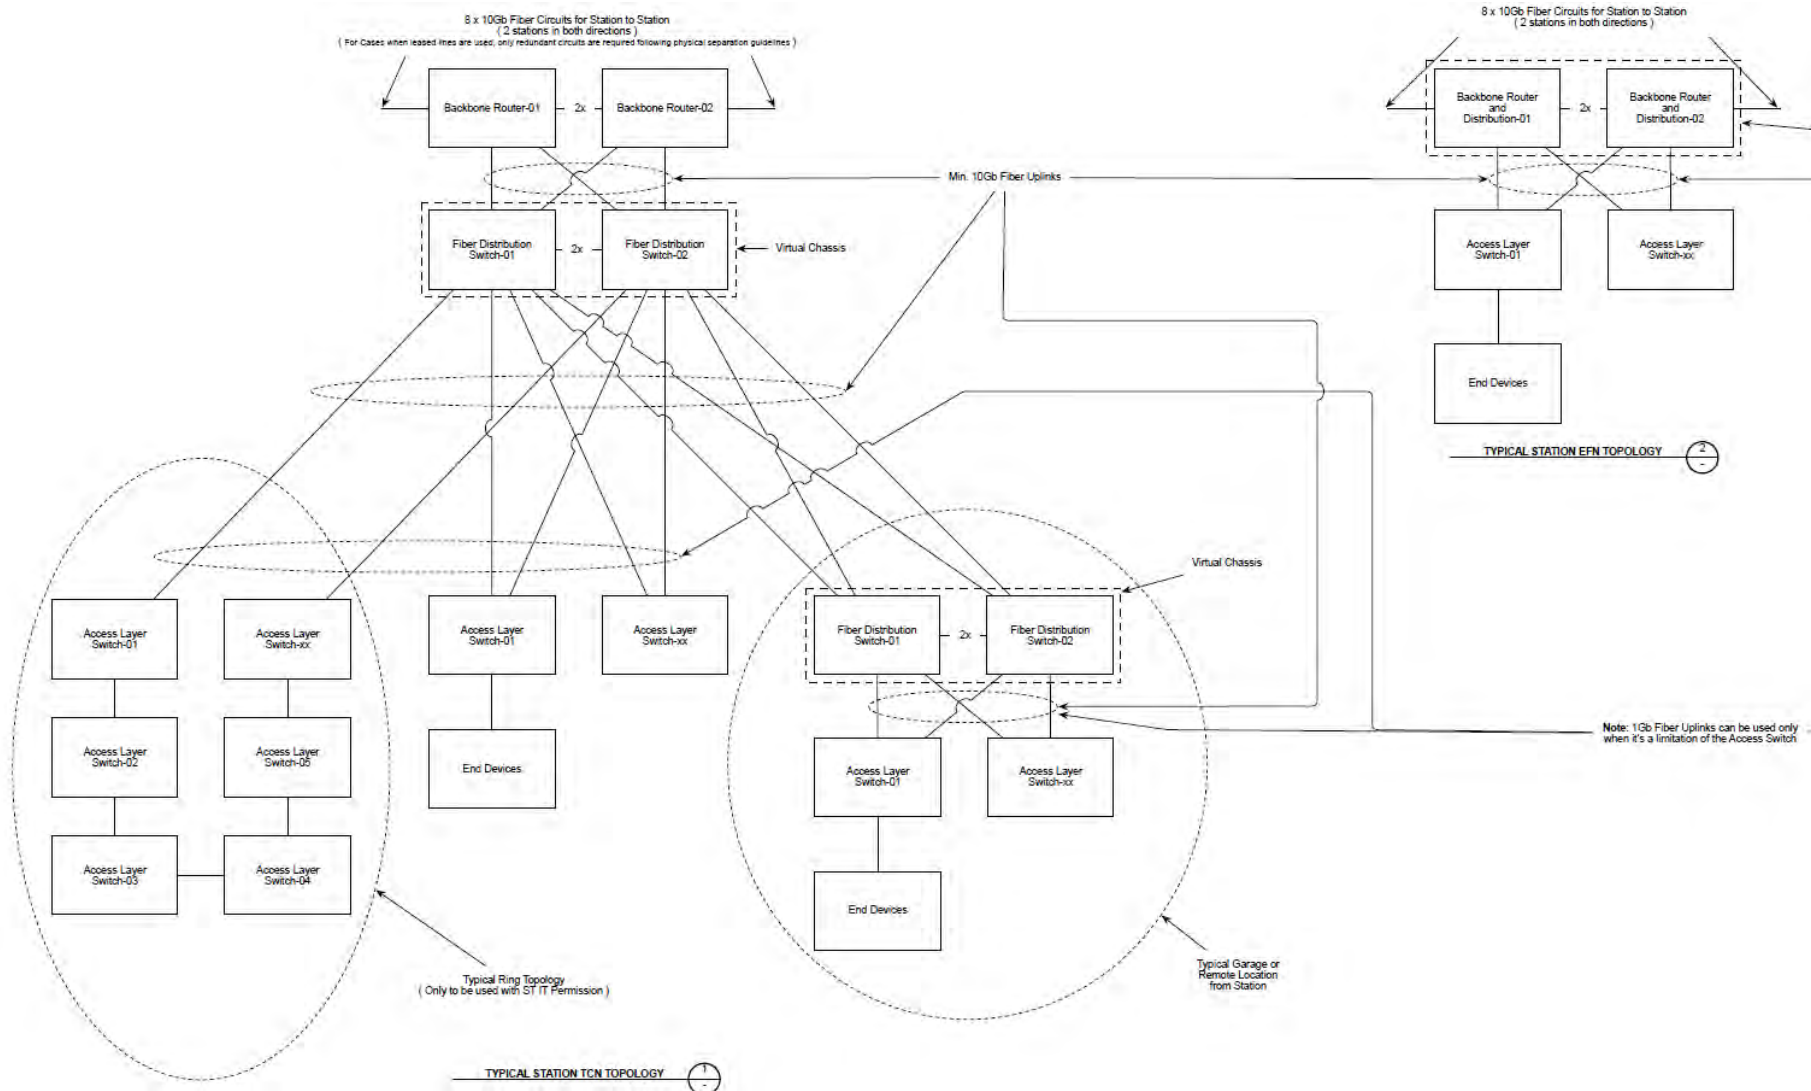 8 x 10Gb Fiber Circuits for Station to Station
( 2 stations in both directions )
( For Cases when leased lines are used, only redundant circuits are required following physical separation guidelines )
Backbone Router-01
2x
Backbone Router-02
8 x 10Gb Fiber Circuits for Station to Station
( 2 stations in both directions )
Backbone Router
and
Distribution-01
2x
Backbone Router
and
Distribution-02
Min. 10Gb Fiber Uplinks
Fiber Distribution
Switch-01
2x
Fiber Distribution
Switch-02
Virtual Chassis
Access Layer
Switch-01
Access Layer
Switch-xx
End Devices
TYPICAL STATION EFN TOPOLOGY
2
-
Access Layer
Switch-01
Access Layer
Switch-xx
Access Layer
Switch-02
Access Layer
Switch-05
Access Layer
Switch-03
Access Layer
Switch-04
Typical Ring Topology
( Only to be used with ST IT Permission )
Access Layer
Switch-01
Access Layer
Switch-xx
End Devices
Virtual Chassis
Fiber Distribution
Switch-01
2x
Fiber Distribution
Switch-02
Access Layer
Switch-01
Access Layer
Switch-xx
End Devices
Typical Garage or
Remote Location
from Station
Note: 1Gb Fiber Uplinks can be used only
when it's a limitation of the Access Switch
TYPICAL STATION TCN TOPOLOGY
1
-